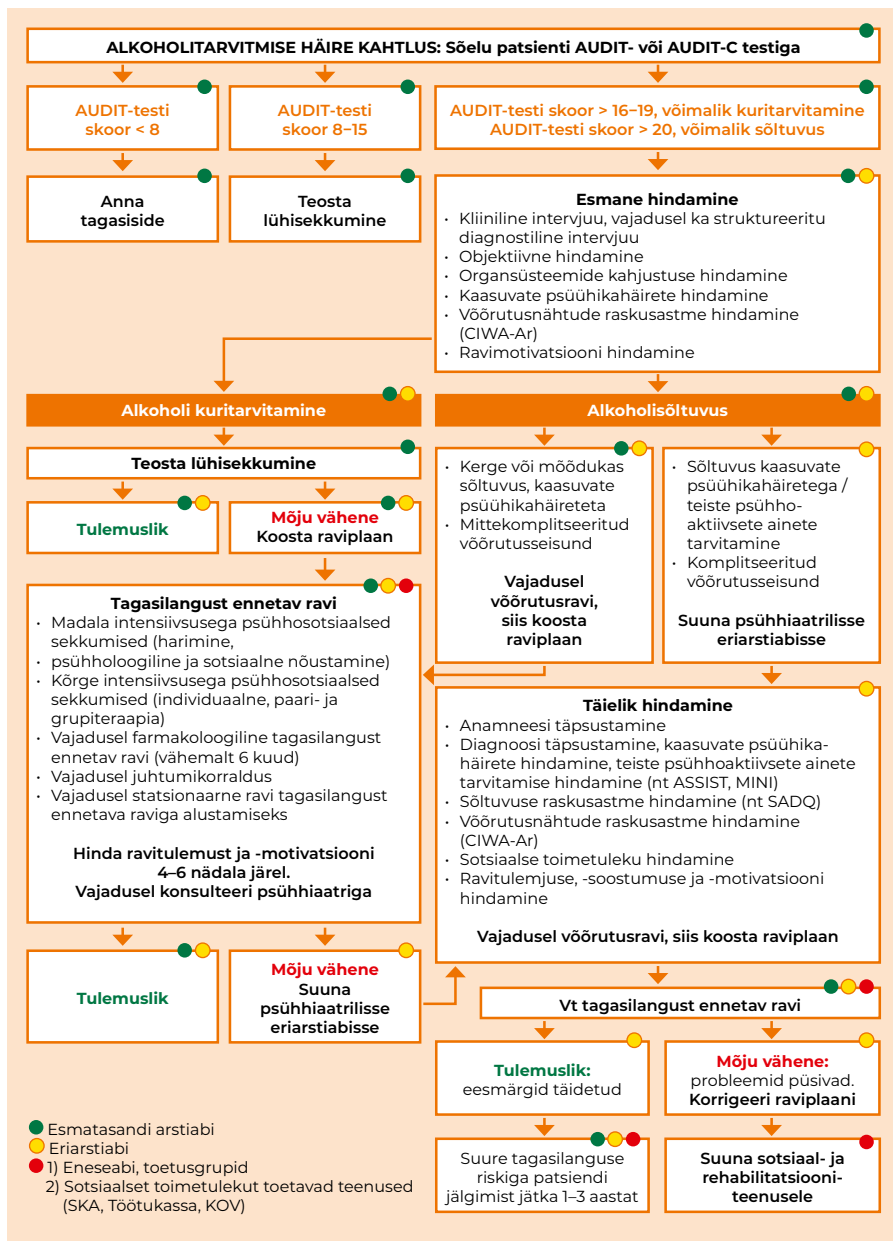 ALKOHOLITARVITMISE HÄIRE KAHTLUS: Sõelu patsienti AUDIT- või AUDIT-C testiga
AUDIT-testi
skoor < 8
AUDIT-testi
skoor 8–15
AUDIT-testi skoor > 16–19, võimalik kuritarvitamine
AUDIT-testi skoor > 20, võimalik sõltuvus
Anna
tagasiside
Teosta
lühisekkumine
Esmane hindamine
· Kliiniline intervjuu, vajadusel ka struktureeritu
diagnostiline intervjuu
· Objektiivne hindamine
· Organsüsteemide kahjustuse hindamine
· Kaasuvate psüühikahäirete hindamine
· Võõrutusnähtude raskusastme hindamine
(CIWA-Ar)
· Ravimotivatsiooni hindamine
Alkoholi kuritarvitamine
Alkoholisõltuvus
Teosta lühisekkumine
Tulemuslik
Mõju vähene
Koosta raviplaan
· Kerge või mõõdukas
sõltuvus, kaasuvate
psüühikahäireteta
· Mittekomplitseeritud
võõrutusseisund
Vajadusel
võõrutusravi,
siis koosta
raviplaan
· Sõltuvus kaasuvate
psüühikahäiretega /
teiste psühho-
aktiivsete ainete
tarvitamine
· Komplitseeritud
võõrutusseisund
Suuna psühhiaatrilisse
eriarstiabisse
Tagasilangust ennetav ravi
· Madala intensiivsusega psühhosotsiaalsed
sekkumised (harimine,
· psühholoogiline ja sotsiaalne nõustamine)
· Kõrge intensiivsusega psühhosotsiaalsed
sekkumised (individuaalne, paari- ja
grupiteraapia)
· Vajadusel farmakoloogiline tagasilangust
ennetav ravi (vähemalt 6 kuud)
· Vajadusel juhtumikorraldus
· Vajadusel statsionaarne ravi tagasilangust
ennetava raviga alustamiseks
Hinda ravitulemust ja -motivatsiooni
4–6 nädala järel.
Vajadusel konsulteeri psühhiaatriga
Täielik hindamine
· Anamneesi täpsustamine
· Diagnoosi täpsustamine, kaasuvate psüühika-
häirete hindamine, teiste psühhoaktiivsete ainete
tarvitamise hindamine (nt ASSIST, MINI)
· Sõltuvuse raskusastme hindamine (nt SADQ)
· Võõrutusnähtude raskusastme hindamine
(CIWA-Ar)
· Sotsiaalse toimetuleku hindamine
· Ravitulemjuse, -soostumuse ja -motivatsiooni
hindamine
Vajadusel võõrutusravi, siis koosta raviplaan
Tulemuslik
Mõju vähene
Suuna
psühhiaatrilisse
eriarstiabisse
Vt tagasilangust ennetav ravi
Tulemuslik:
eesmärgid täidetud
Mõju vähene:
probleemid püsivad.
Korrigeeri raviplaani
Suure tagasilanguse
riskiga patsiendi
jälgimist jätka 1–3 aastat
Suuna sotsiaal- ja
rehabilitatsiooni-
teenusele
Esmatasandi arstiabi
Eriarstiabi
1) Eneseabi, toetusgrupid
2) Sotsiaalset toimetulekut toetavad teenused
(SKA, Töötukassa, KOV)